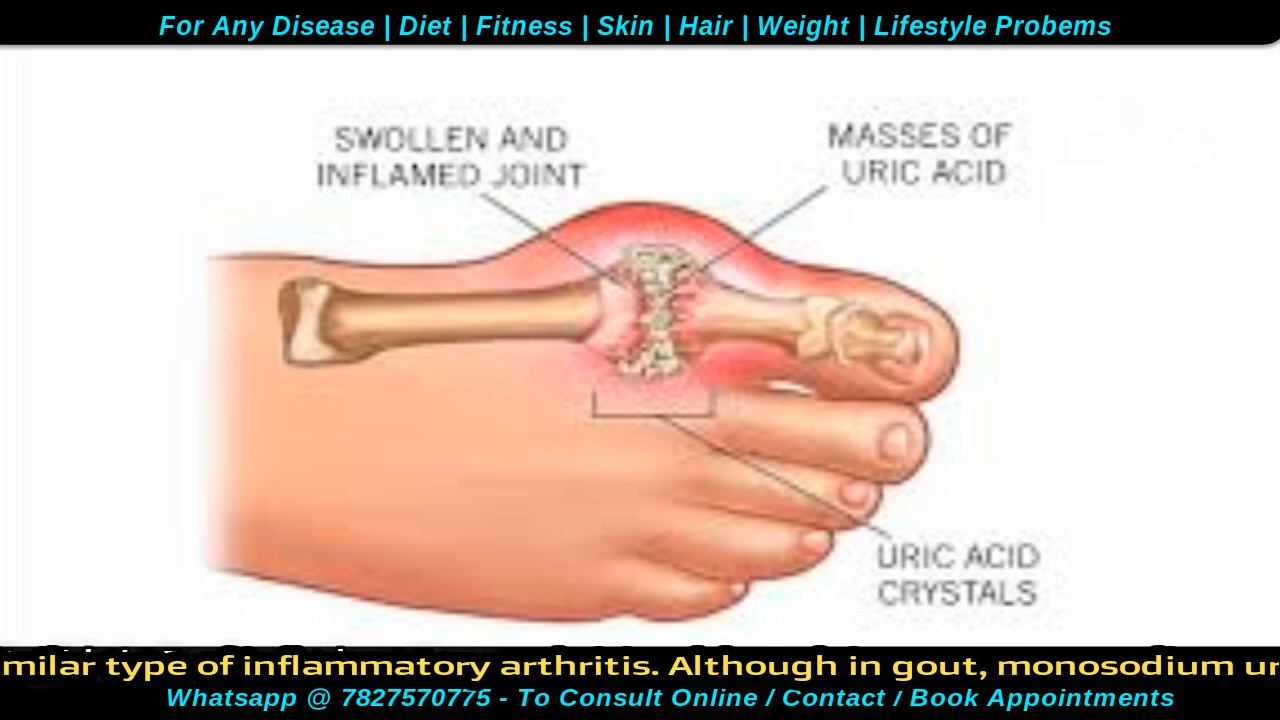 For Any Disease | Diet | Fitness | Skin | Hair | Weight | Lifestyle Probems
SWOLLEN AND
INFLAMED JOINT
MASSES OF
URIC ACID
URIC ACID
CRYSTALS
milar type of inflammatory arthritis. Although in gout, monosodium ur
Whatsapp @ 7827570775 - To Consult Online / Contact / Book Appointments